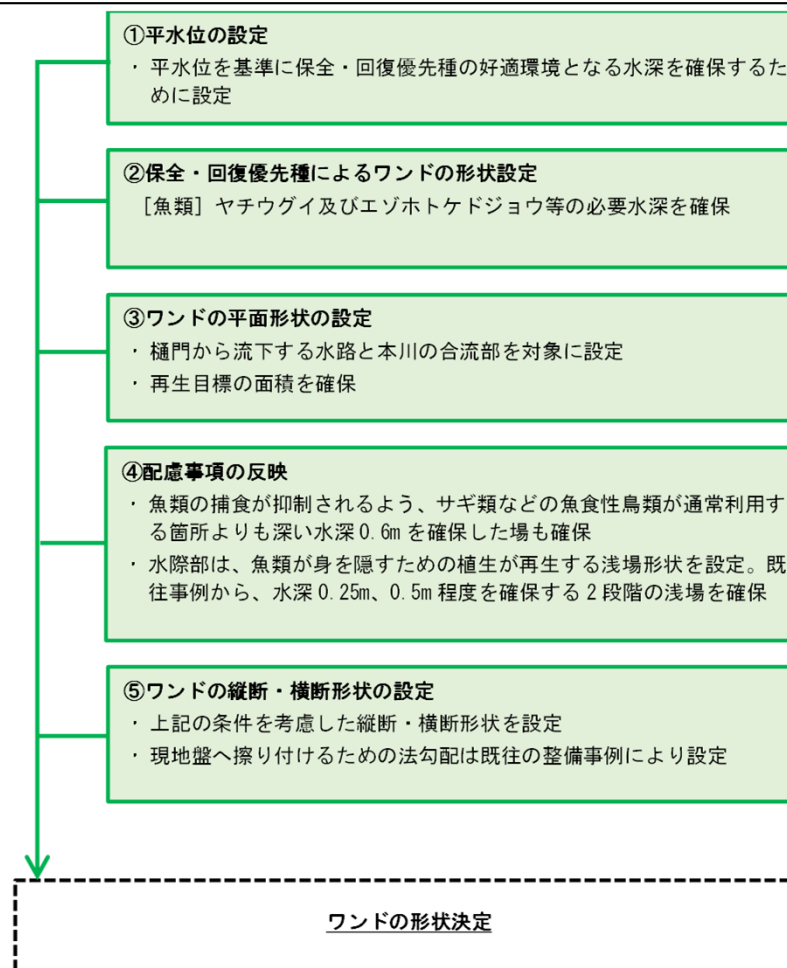 ①平水位の設定
・ 平水位を基準に保全・回復優先種の好適環境となる水深を確保するた
めに設定
②保全・回復優先種によるワンドの形状設定
［魚類］ヤチウグイ及びエゾホトケドジョウ等の必要水深を確保
③ワンドの平面形状の設定
・ 樋門から流下する水路と本川の合流部を対象に設定
・ 再生目標の面積を確保
④配慮事項の反映
・ 魚類の捕食が抑制されるよう、サギ類などの魚食性鳥類が通常利用す
る箇所よりも深い水深 0.6m を確保した場も確保
・ 水際部は、魚類が身を隠すための植生が再生する浅場形状を設定。既
往事例から、水深 0.25m、0.5m 程度を確保する 2 段階の浅場を確保
⑤ワンドの縦断・横断形状の設定
・ 上記の条件を考慮した縦断・横断形状を設定
・ 現地盤へ擦り付けるための法勾配は既往の整備事例により設定
ワンドの形状決定